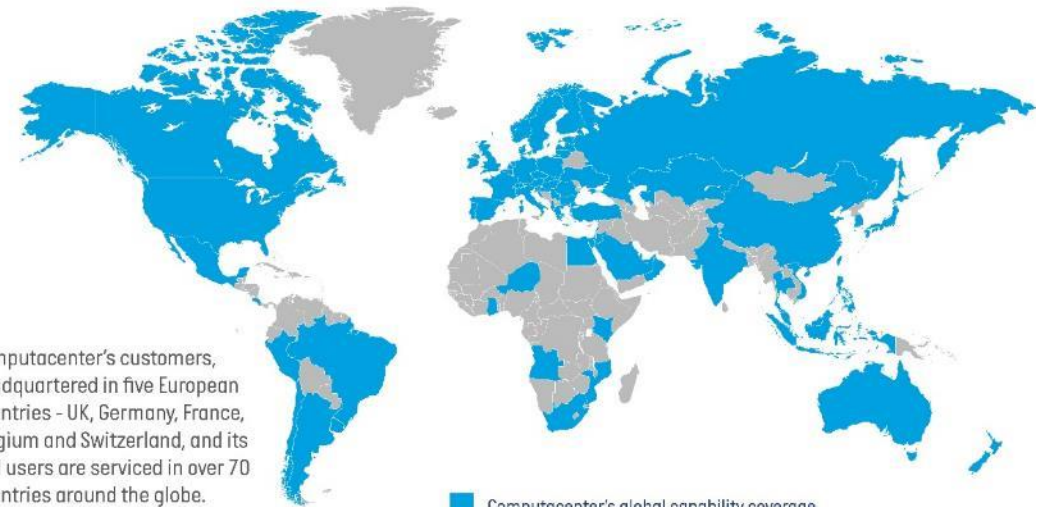 mputacenter's customers,
dquartered in five European
ntries - UK, Germany, France,
gium and Switzerland, and its
users are serviced in over 70
ntries around the globe.
Computacenter's global capability coverage